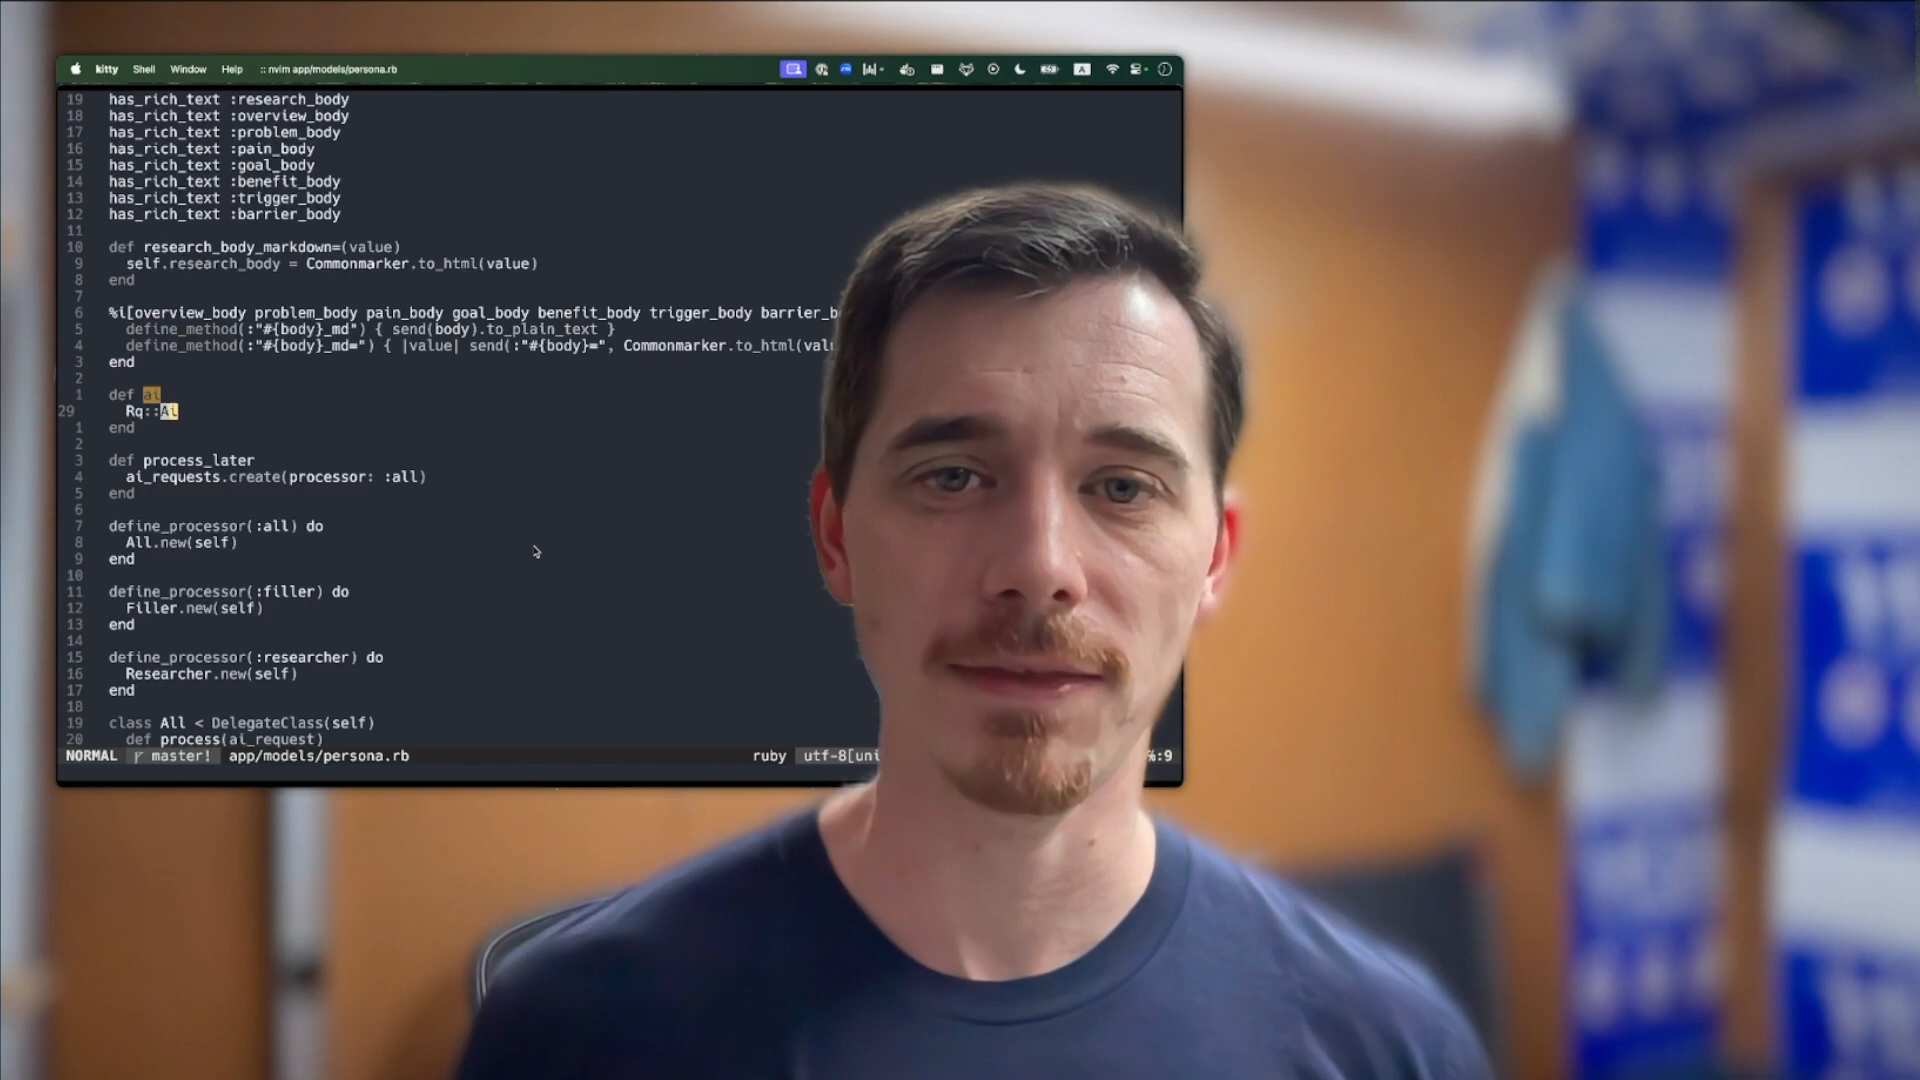 kitty Shell Window Help :: nvim app/models/persona.rb
19 has_rich_text :research_body
18 has_rich_text :overview_body
17 has_rich_text :problem_body
16 has_rich_text :pain_body
15 has_rich_text :goal_body
14 has_rich_text :benefit_body
13 has_rich_text :trigger_body
12 has_rich_text :barrier_body
11
10 def research_body_markdown=(value)
9 self.research_body = Commonmarker.to_html(value)
8 end
7
6 %i[overview_body problem_body pain_body goal_body benefit_body trigger_body barrier_b
5 define_method(:"#{body}_md") { send(body).to_plain_text }
4 define_method(:"#{body}_md=") { |value| send(:"#{body}=", Commonmarker.to_html(valu
3 end
2
1 def ai
29 Rq::Ai
1 end
2
3 def process_later
4 ai_requests.create(processor: :all)
5 end
6
7 define_processor(:all) do
8 All.new(self)
9 end
10
11 define_processor(:filler) do
12 Filler.new(self)
13 end
14
15 define_processor(:researcher) do
16 Researcher.new(self)
17 end
18
19 class All < DelegateClass(self)
20 def process(ai_request)
NORMAL master! app/models/persona.rb ruby utf-8[uni %:9